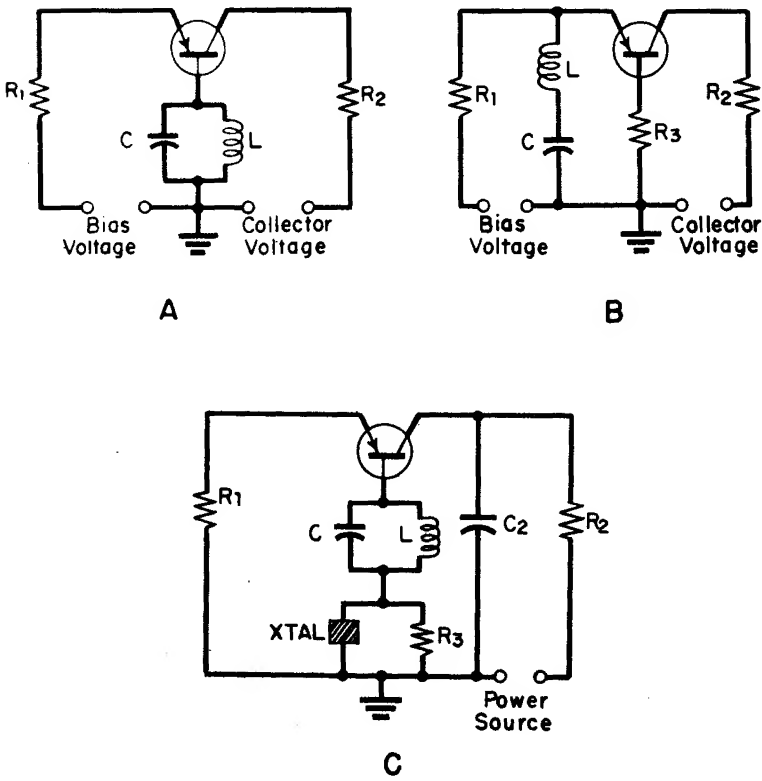 R1
C
L
R2
Bias
Voltage
Collector
Voltage
A
R1
L
C
R3
R2
Bias
Voltage
Collector
Voltage
B
R1
C
L
C2
R2
XTAL
R3
Power
Source
C